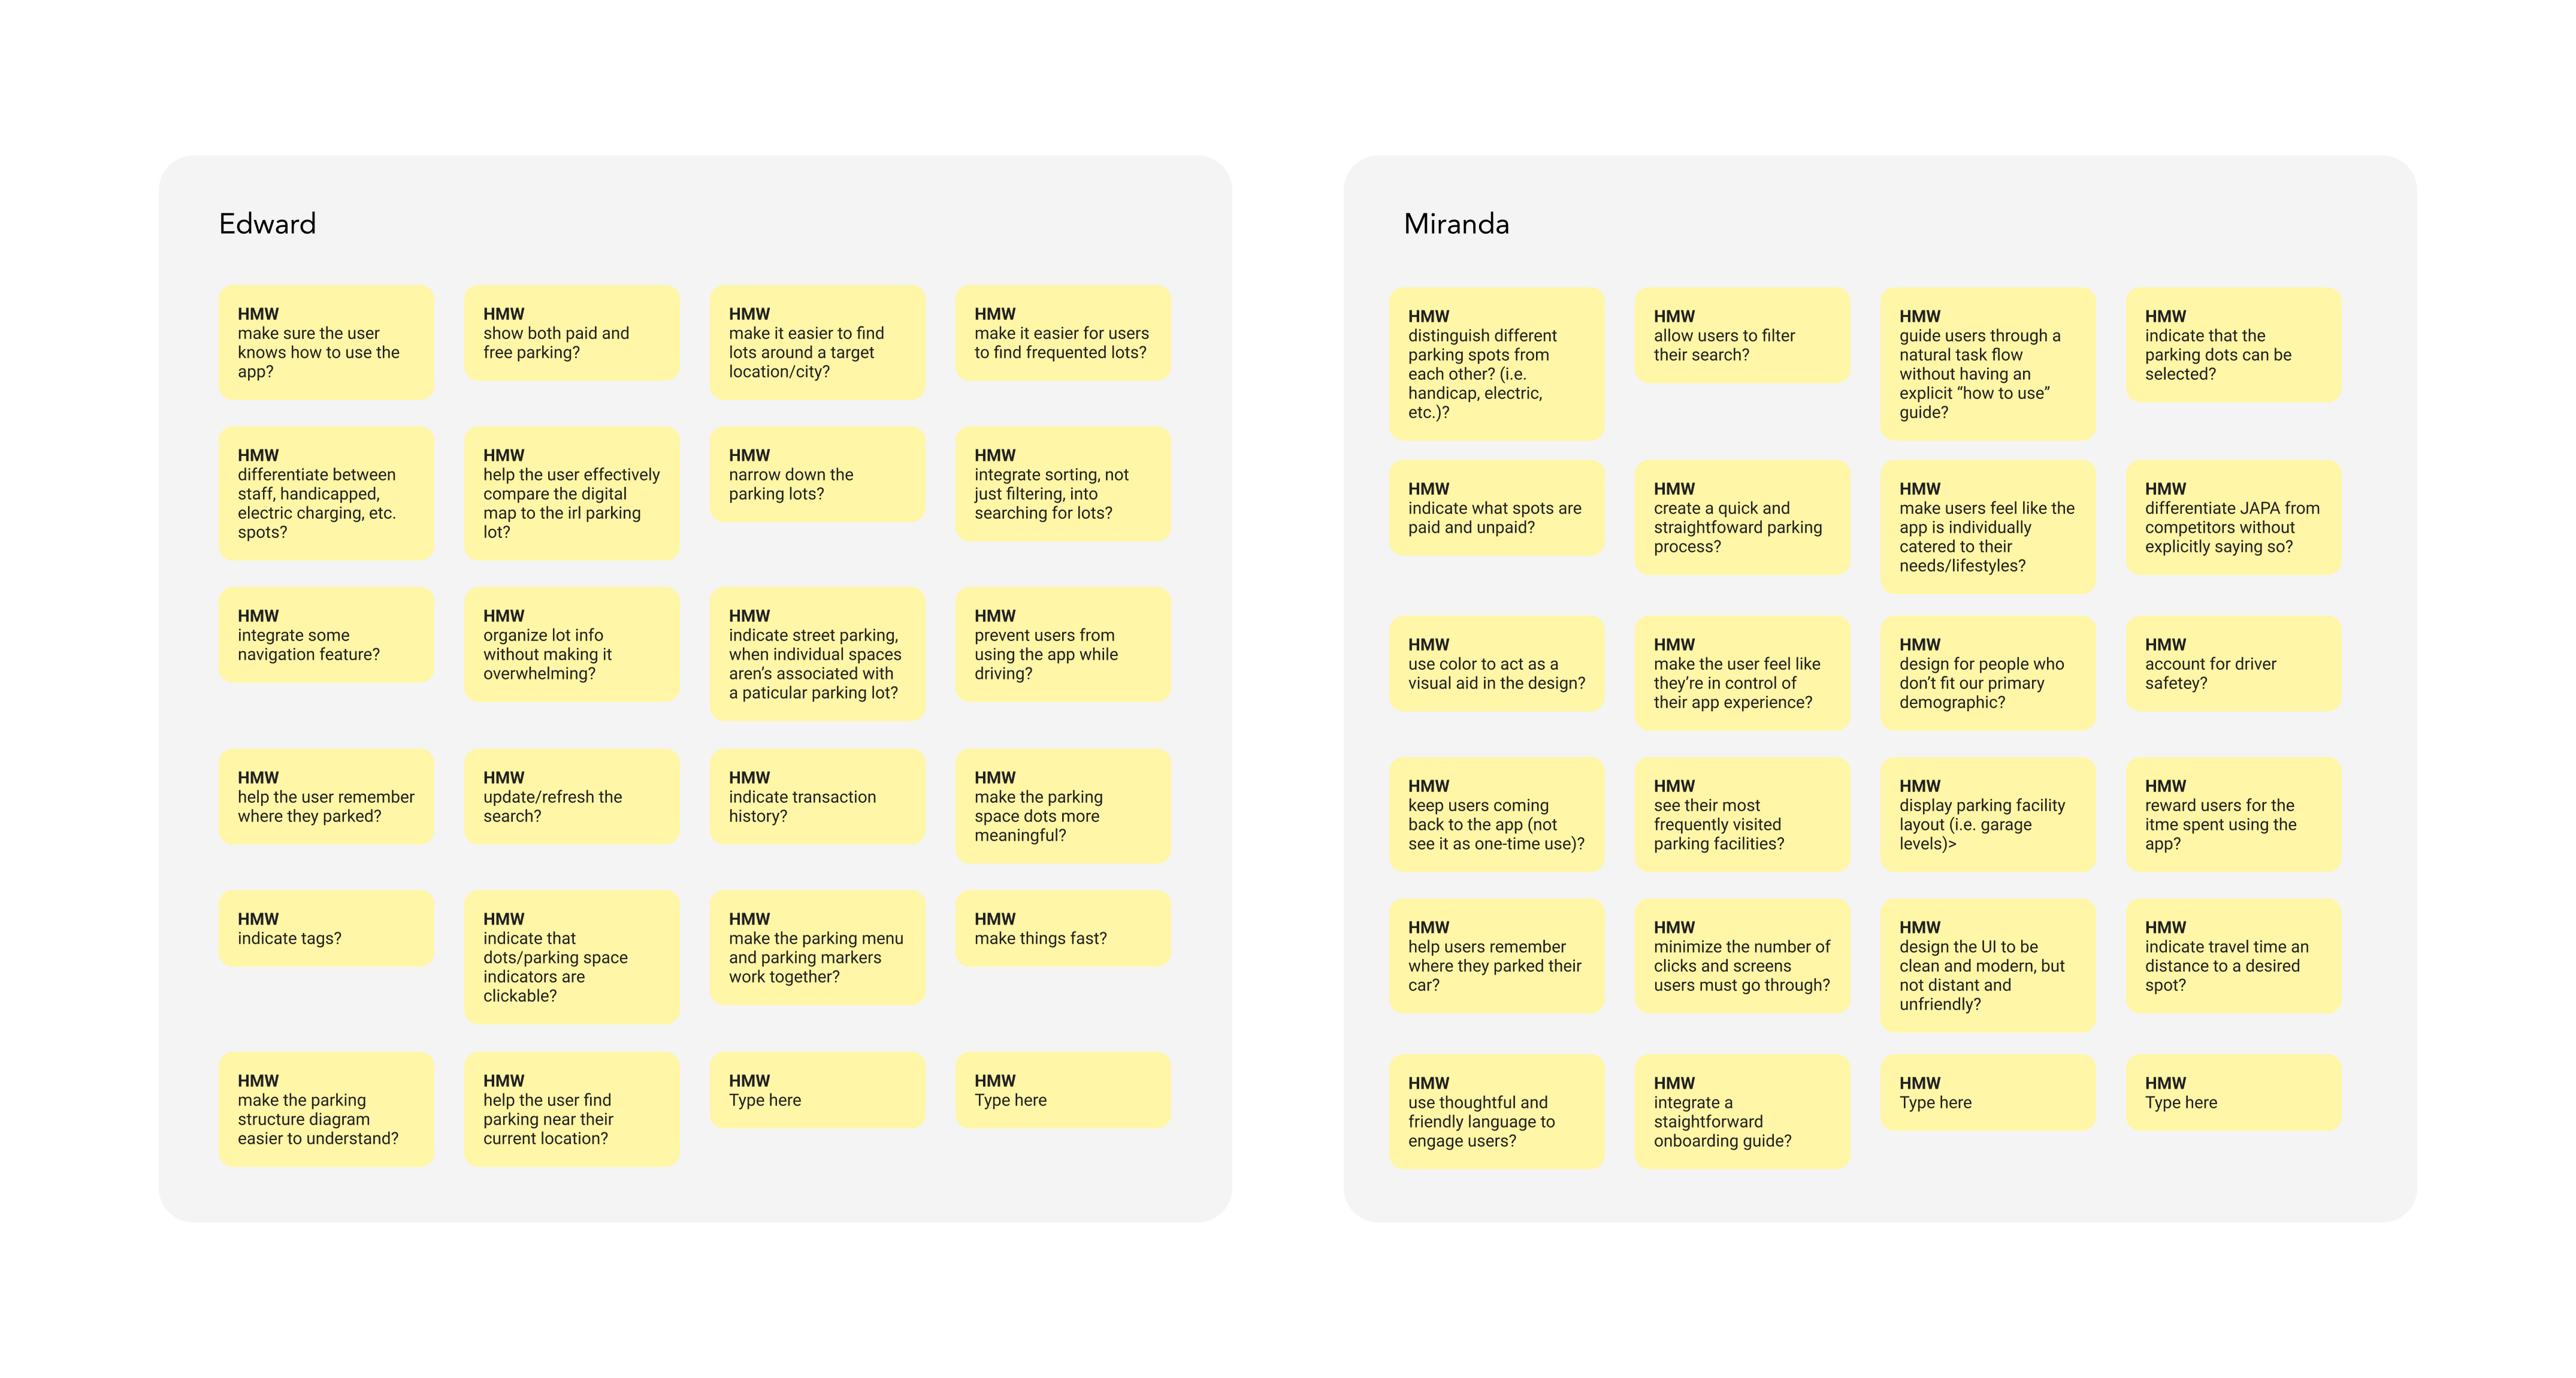 Edward
HMW
make sure the user
knows how to use the
app?
HMW
show both paid and
free parking?
HMW
make it easier to find
lots around a target
location/city?
HMW
make it easier for users
to find frequented lots?
HMW
differentiate between
staff, handicapped,
electric charging, etc.
spots?
HMW
help the user effectively
compare the digital
map to the irl parking
lot?
HMW
narrow down the
parking lots?
HMW
integrate sorting, not
just filtering, into
searching for lots?
HMW
integrate some
navigation feature?
HMW
organize lot info
without making it
overwhelming?
HMW
indicate street parking,
when individual spaces
aren’t associated with
a paticular parking lot?
HMW
prevent users from
using the app while
driving?
HMW
help the user remember
where they parked?
HMW
update/refresh the
search?
HMW
indicate transaction
history?
HMW
make the parking
space dots more
meaningful?
HMW
indicate tags?
HMW
indicate that
dots/parking space
indicators are
clickable?
HMW
make the parking menu
and parking markers
work together?
HMW
make things fast?
HMW
make the parking
structure diagram
easier to understand?
HMW
help the user find
parking near their
current location?
HMW
Type here
HMW
Type here
Miranda
HMW
distinguish different
parking spots from
each other? (i.e.
handicap, electric,
etc.)?
HMW
allow users to filter
their search?
HMW
guide users through a
natural task flow
without having an
explicit “how to use”
guide?
HMW
indicate that the
parking dots can be
selected?
HMW
indicate what spots are
paid and unpaid?
HMW
create a quick and
straightfoward parking
process?
HMW
make users feel like the
app is individually
catered to their
needs/lifestyles?
HMW
differentiate JAPA from
competitors without
explicitly saying so?
HMW
use color to act as a
visual aid in the design?
HMW
make the user feel like
they’re in control of
their app experience?
HMW
design for people who
don’t fit our primary
demographic?
HMW
account for driver
safetey?
HMW
keep users coming
back to the app (not
see it as one-time use)?
HMW
see their most
frequently visited
parking facilities?
HMW
display parking facility
layout (i.e. garage
levels)>
HMW
reward users for the
itme spent using the
app?
HMW
help users remember
where they parked their
car?
HMW
minimize the number of
clicks and screens
users must go through?
HMW
design the UI to be
clean and modern, but
not distant and
unfriendly?
HMW
indicate travel time an
distance to a desired
spot?
HMW
use thoughtful and
friendly language to
engage users?
HMW
integrate a
staightforward
onboarding guide?
HMW
Type here
HMW
Type here